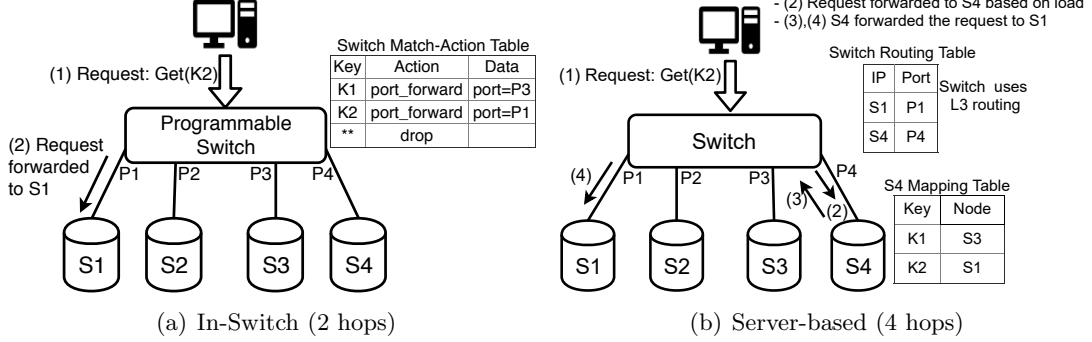 (1) Request: Get(K2)
Switch Match-Action Table
Key Action Data
K1 port_forward port=P3
K2 port_forward port=P1
** drop
Programmable
Switch
(2) Request
forwarded
to S1
P1 P2 P3 P4
S1 S2 S3 S4
(a) In-Switch (2 hops)
- (2) Request forwarded to S4 based on load
- (3),(4) S4 forwarded the request to S1
(1) Request: Get(K2)
Switch Routing Table
IP Port
S1 P1
S4 P4
Switch uses
L3 routing
Switch
P1 P2 P3 P4
(4) (3) (2)
S4 Mapping Table
Key Node
K1 S3
K2 S1
S1 S2 S3 S4
(b) Server-based (4 hops)